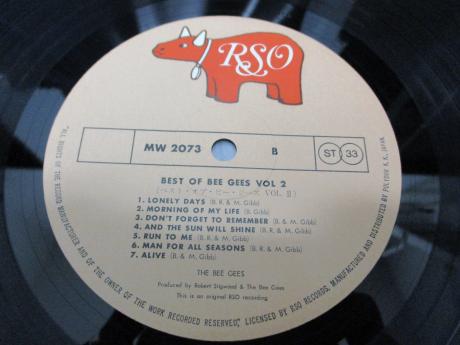 RSO
MW 2073 B ST 33
BEST OF BEE GEES VOL 2
(ベスト・オブ・ビー・ジーズ VOL. II)
1. LONELY DAYS (B. R. & M. Gibb)
2. MORNING OF MY LIFE (B. Gibb)
3. DON'T FORGET TO REMEMBER (B. & M. Gibb)
4. AND THE SUN WILL SHINE (B. R. & M. Gibb)
5. RUN TO ME (B. R. & M. Gibb)
6. MAN FOR ALL SEASONS (B. R. & M. Gibb)
7. ALIVE (B. & M. Gibb)
THE BEE GEES
Produced by Robert Stigwood & The Bee Gees
This is an original RSO recording
"ALL RIGHTS OF THE RECORD MANUFACTURER AND OF THE OWNER OF THE WORK RECORDED RESERVED", LICENSED BY RSO RECORDS, MANUFACTURED AND DISTRIBUTED BY POLYDOR K. K., JAPAN